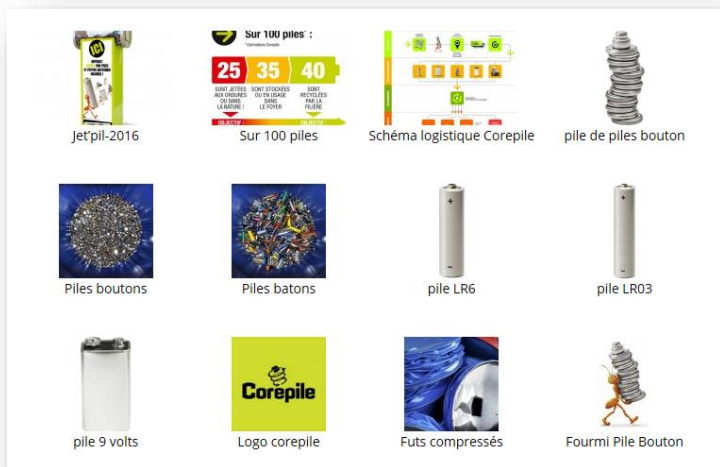 ICI
Sur 100 piles* :
* Estimations Corepile
25 35 40
SONT JETÉES
AUX ORDURES
OU DANS
LA NATURE !
SONT STOCKÉES
OU EN USAGE
DANS
LE FOYER
SONT
RECYCLÉES
PAR LA
FILIÈRE
OBJECTIF :
OBJECTIF :
Jet'pil-2016
Sur 100 piles
Schéma logistique Corepile
pile de piles bouton
Piles boutons
Piles batons
pile LR6
pile LR03
Corepile
pile 9 volts
Logo corepile
Futs compressés
Fourmi Pile Bouton